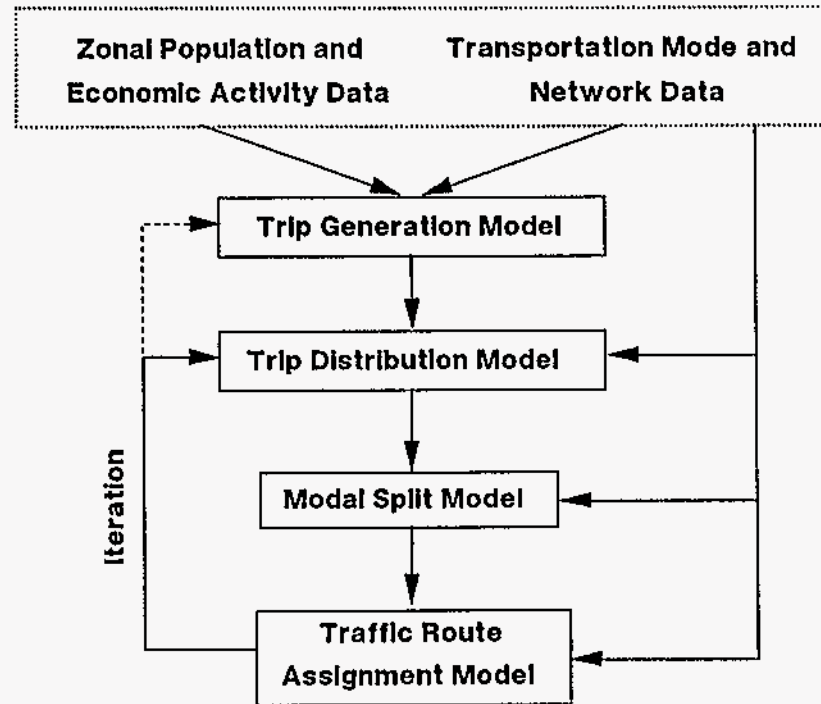 Zonal Population and
Economic Activity Data
Transportation Mode and
Network Data
Trip Generation Model
Trip Distribution Model
Modal Split Model
Traffic Route
Assignment Model
Iteration